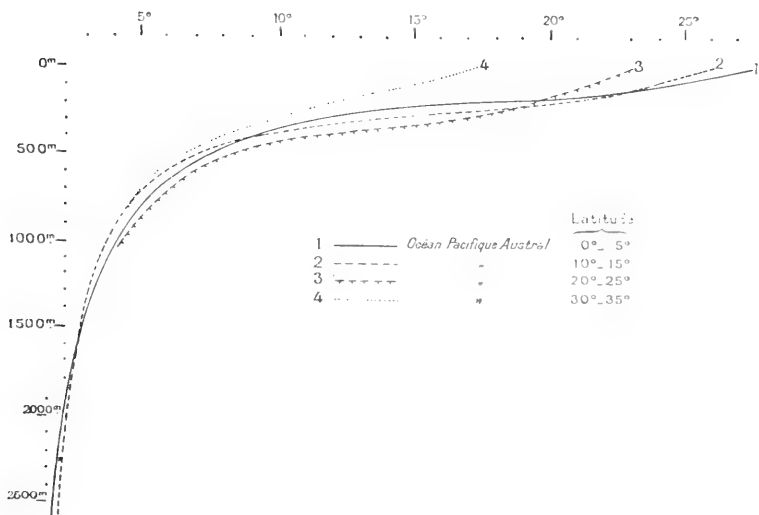 5° 10° 15° 20° 25°
0m
4 3 2 1
500m
1000m
Latitude
1 Océan Pacifique Austral 0°_ 5°
2 " 10°_15°
3 " 20°_25°
4 " 30°_35°
1500m
2000m
2500m